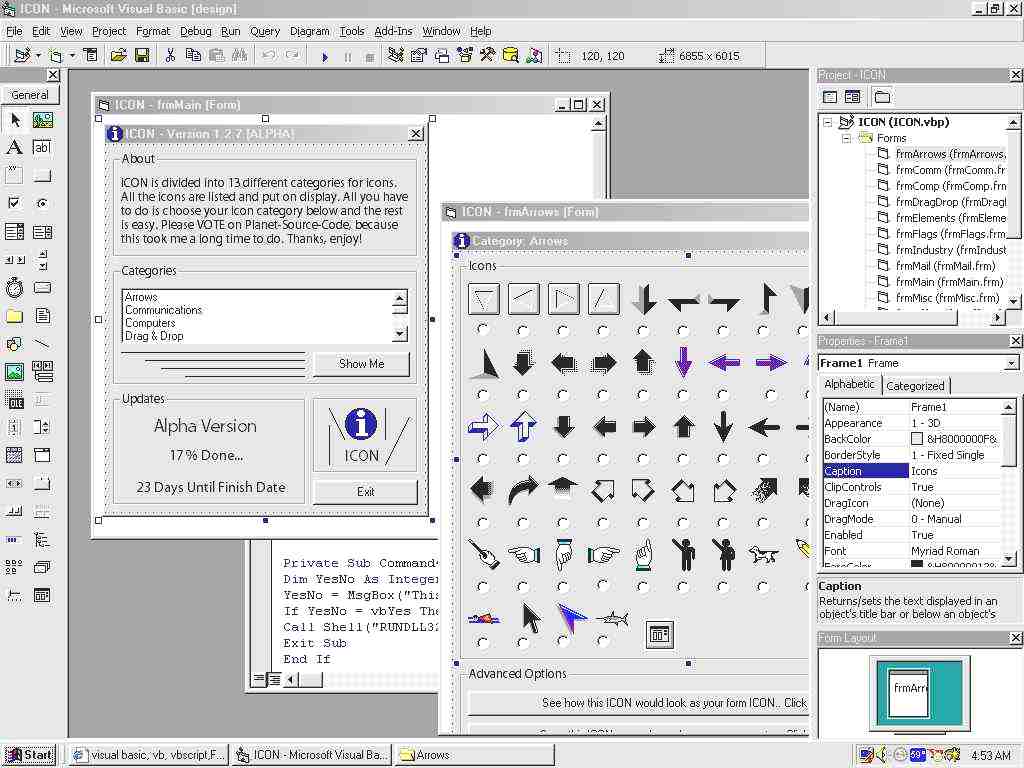 ICON - Microsoft Visual Basic [design]
File Edit View Project Format Debug Run Query Diagram Tools Add-Ins Window Help
120, 120
6855 x 6015
General
A
ab|
OLE
ICON - frmMain (Form)
ICON - Version 1.2.7 [ALPHA]
About
ICON is divided into 13 different categories for icons.
All the icons are listed and put on display. All you have
to do is choose your icon category below and the rest
is easy. Please VOTE on Planet-Source-Code, because
this took me a long time to do. Thanks, enjoy!
Categories
Arrows
Communications
Computers
Drag & Drop
Show Me
Updates
Alpha Version
17 % Done...
23 Days Until Finish Date
ICON
Exit
Private Sub Command
Dim YesNo As Integer
YesNo = MsgBox("This
If YesNo = vbYes The
Call Shell("RUNDLL32
Exit Sub
End If
ICON - frmArrows (Form)
Category: Arrows
Icons
Advanced Options
See how this ICON would look as your form ICON.. Click
Project - ICON
ICON (ICON.vbp)
Forms
frmArrows (frmArrows.
frmComm (frmComm.fr
frmComp (frmComp.frm
frmDragDrop (frmDragl
frmElements (frmEleme
frmFlags (frmFlags.frm
frmIndustry (frmIndust
frmMail (frmMail.frm)
frmMain (frmMain.frm)
frmMisc (frmMisc.frm)
Properties - Frame1
Frame1 Frame
Alphabetic Categorized
(Name) Frame1
Appearance 1 - 3D
BackColor &H8000000F&
BorderStyle 1 - Fixed Single
Caption Icons
ClipControls True
DragIcon (None)
DragMode 0 - Manual
Enabled True
Font Myriad Roman
ForeColor &H80000012&
Caption
Returns/sets the text displayed in an
object's title bar or below an object's
Form Layout
frmArr
Start
visual basic, vb, vbscript,F...
ICON - Microsoft Visual Ba...
Arrows
59°
4:53 AM